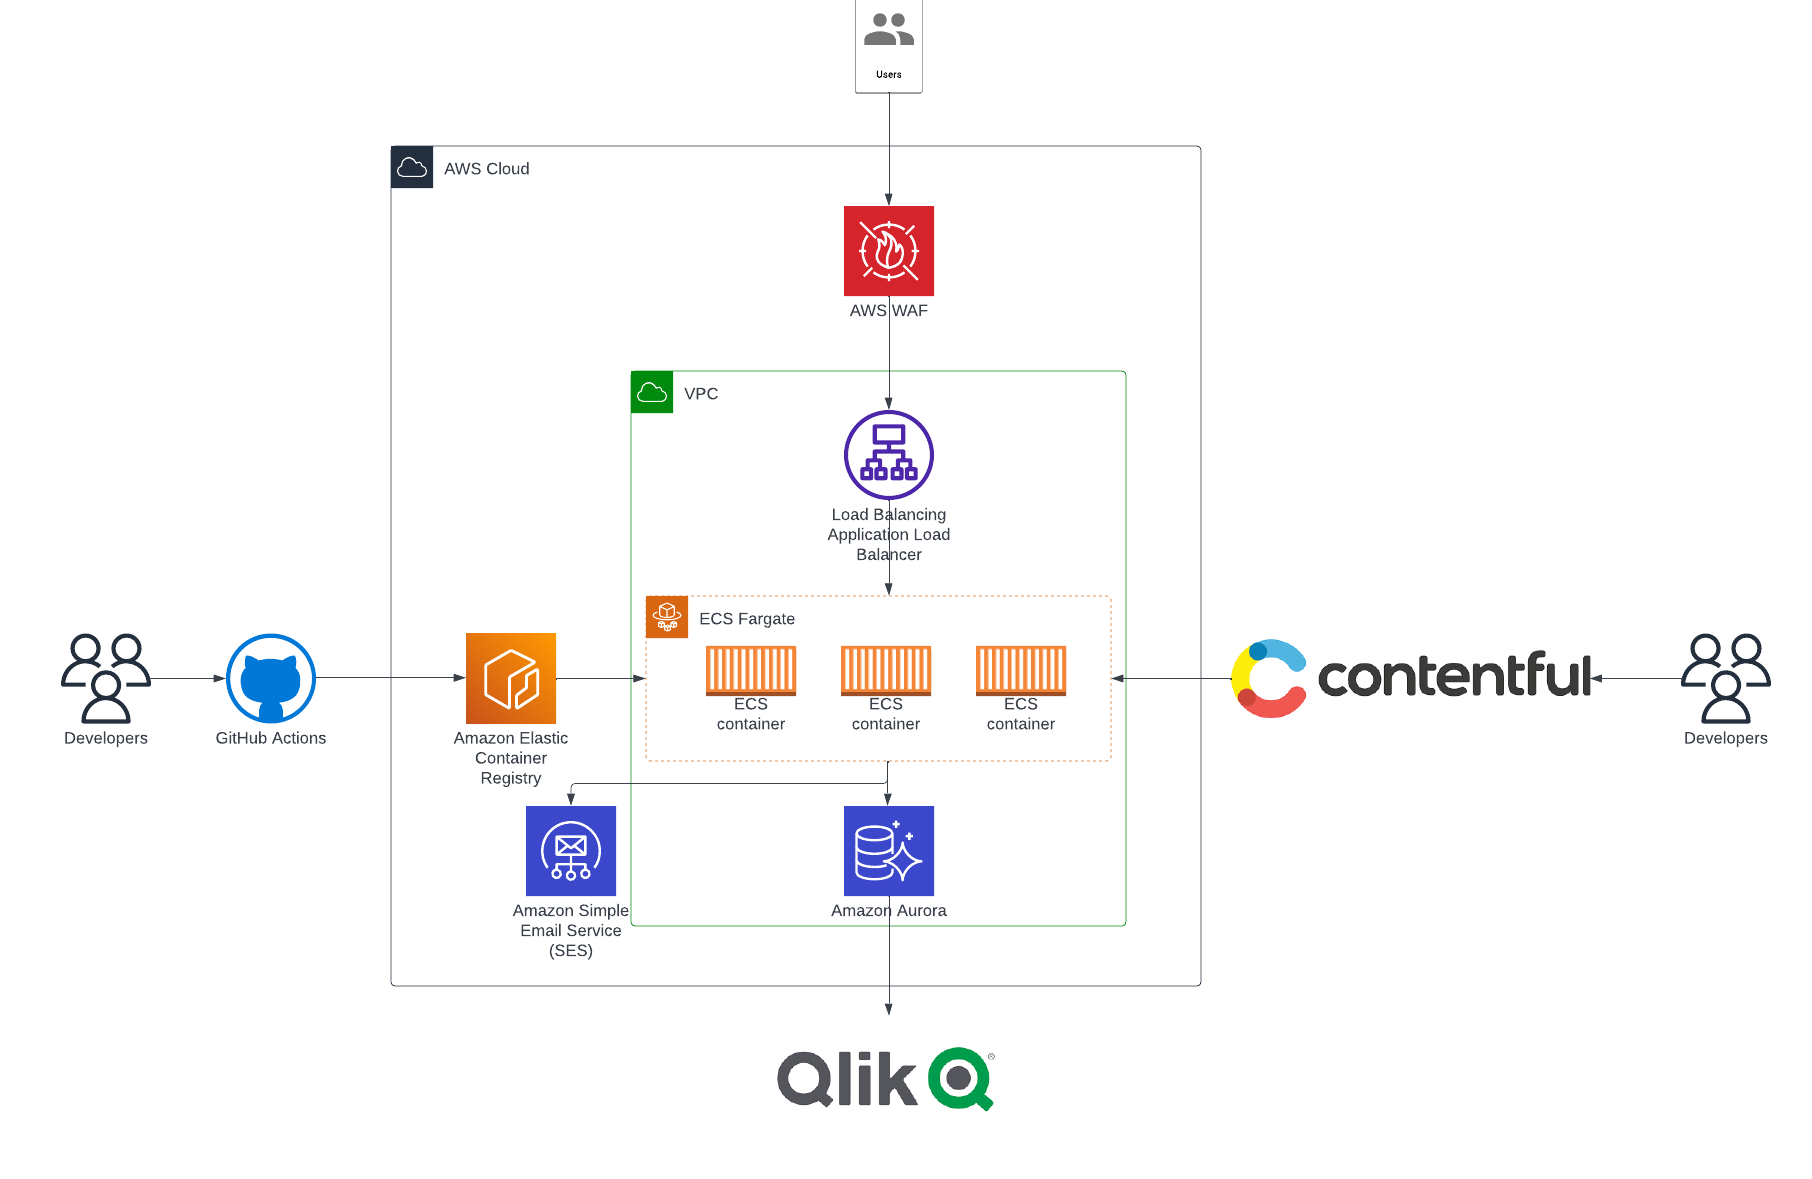 Users
AWS Cloud
AWS WAF
VPC
Load Balancing
Application Load
Balancer
ECS Fargate
ECS
container
ECS
container
ECS
container
Developers
GitHub Actions
Amazon Elastic
Container
Registry
contentful
Developers
Amazon Simple
Email Service
(SES)
Amazon Aurora
Qlik
®